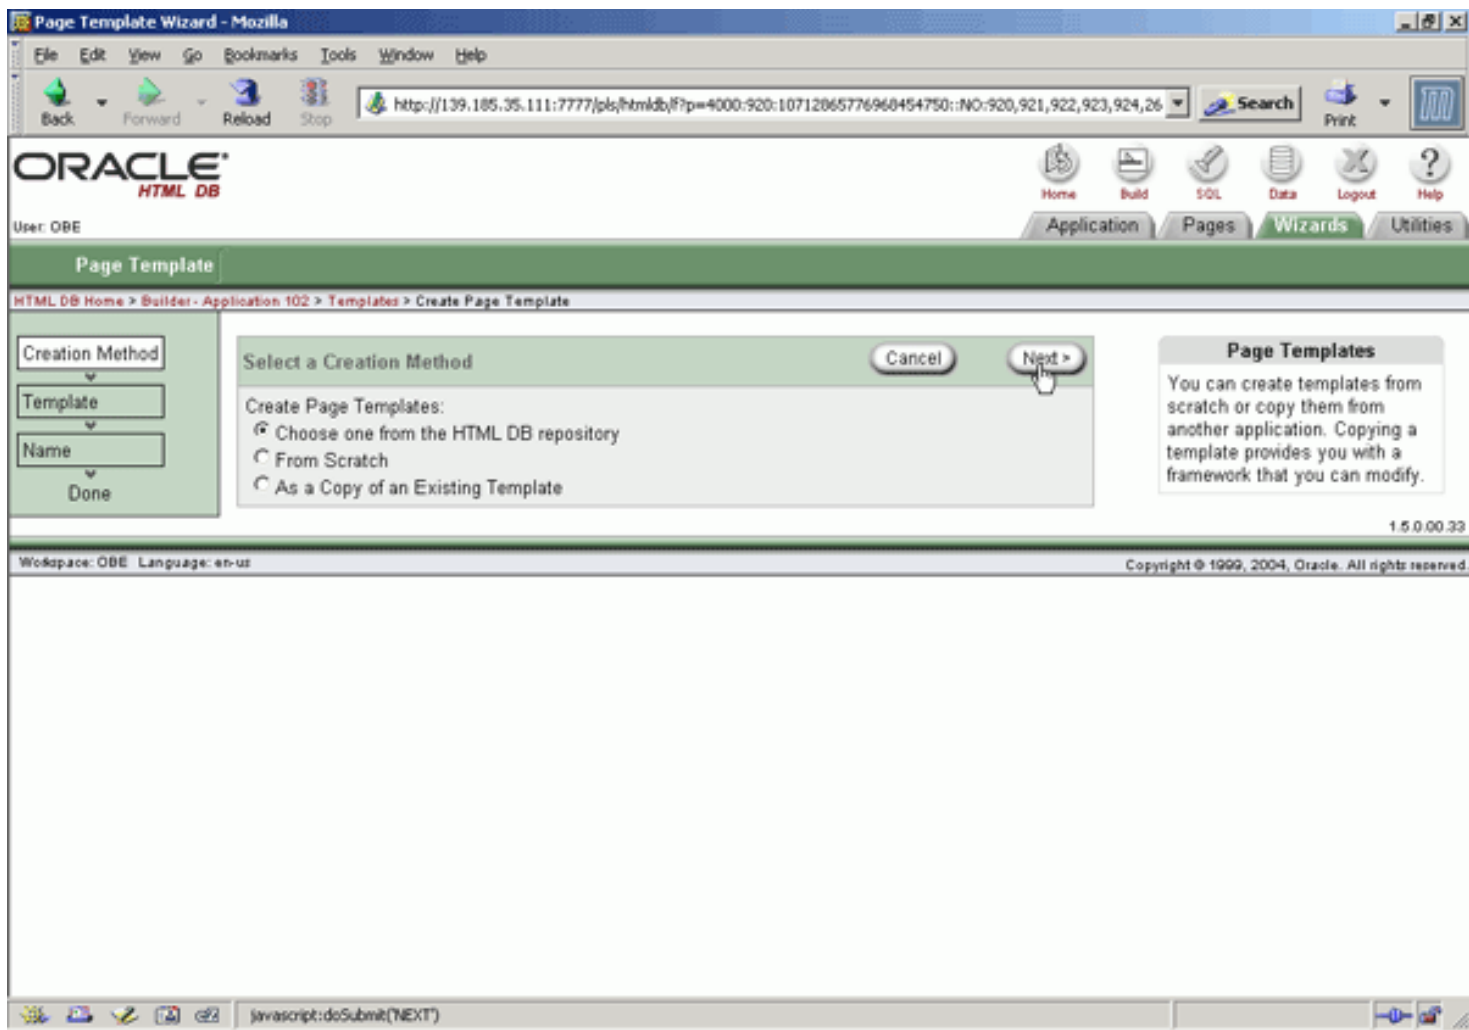 Page Template Wizard - Mozilla
File Edit View Go Bookmarks Tools Window Help
Back Forward Reload Stop http://139.185.35.111:7777/pls/htmldb/f?p=4000:920:10712865776968454750::NO:920,921,922,923,924,26 Search Print
ORACLE
HTML DB
Home Build SQL Data Logout Help
User: OBE
Application Pages Wizards Utilities
Page Template
HTML DB Home > Builder - Application 102 > Templates > Create Page Template
Creation Method
Template
Name
Done
Select a Creation Method Cancel Next >
Create Page Templates:
Choose one from the HTML DB repository
From Scratch
As a Copy of an Existing Template
Page Templates
You can create templates from
scratch or copy them from
another application. Copying a
template provides you with a
framework that you can modify.
1.5.0.00.33
Workspace: OBE Language: en-us
Copyright © 1999, 2004, Oracle. All rights reserved.
javascript:doSubmit('NEXT')